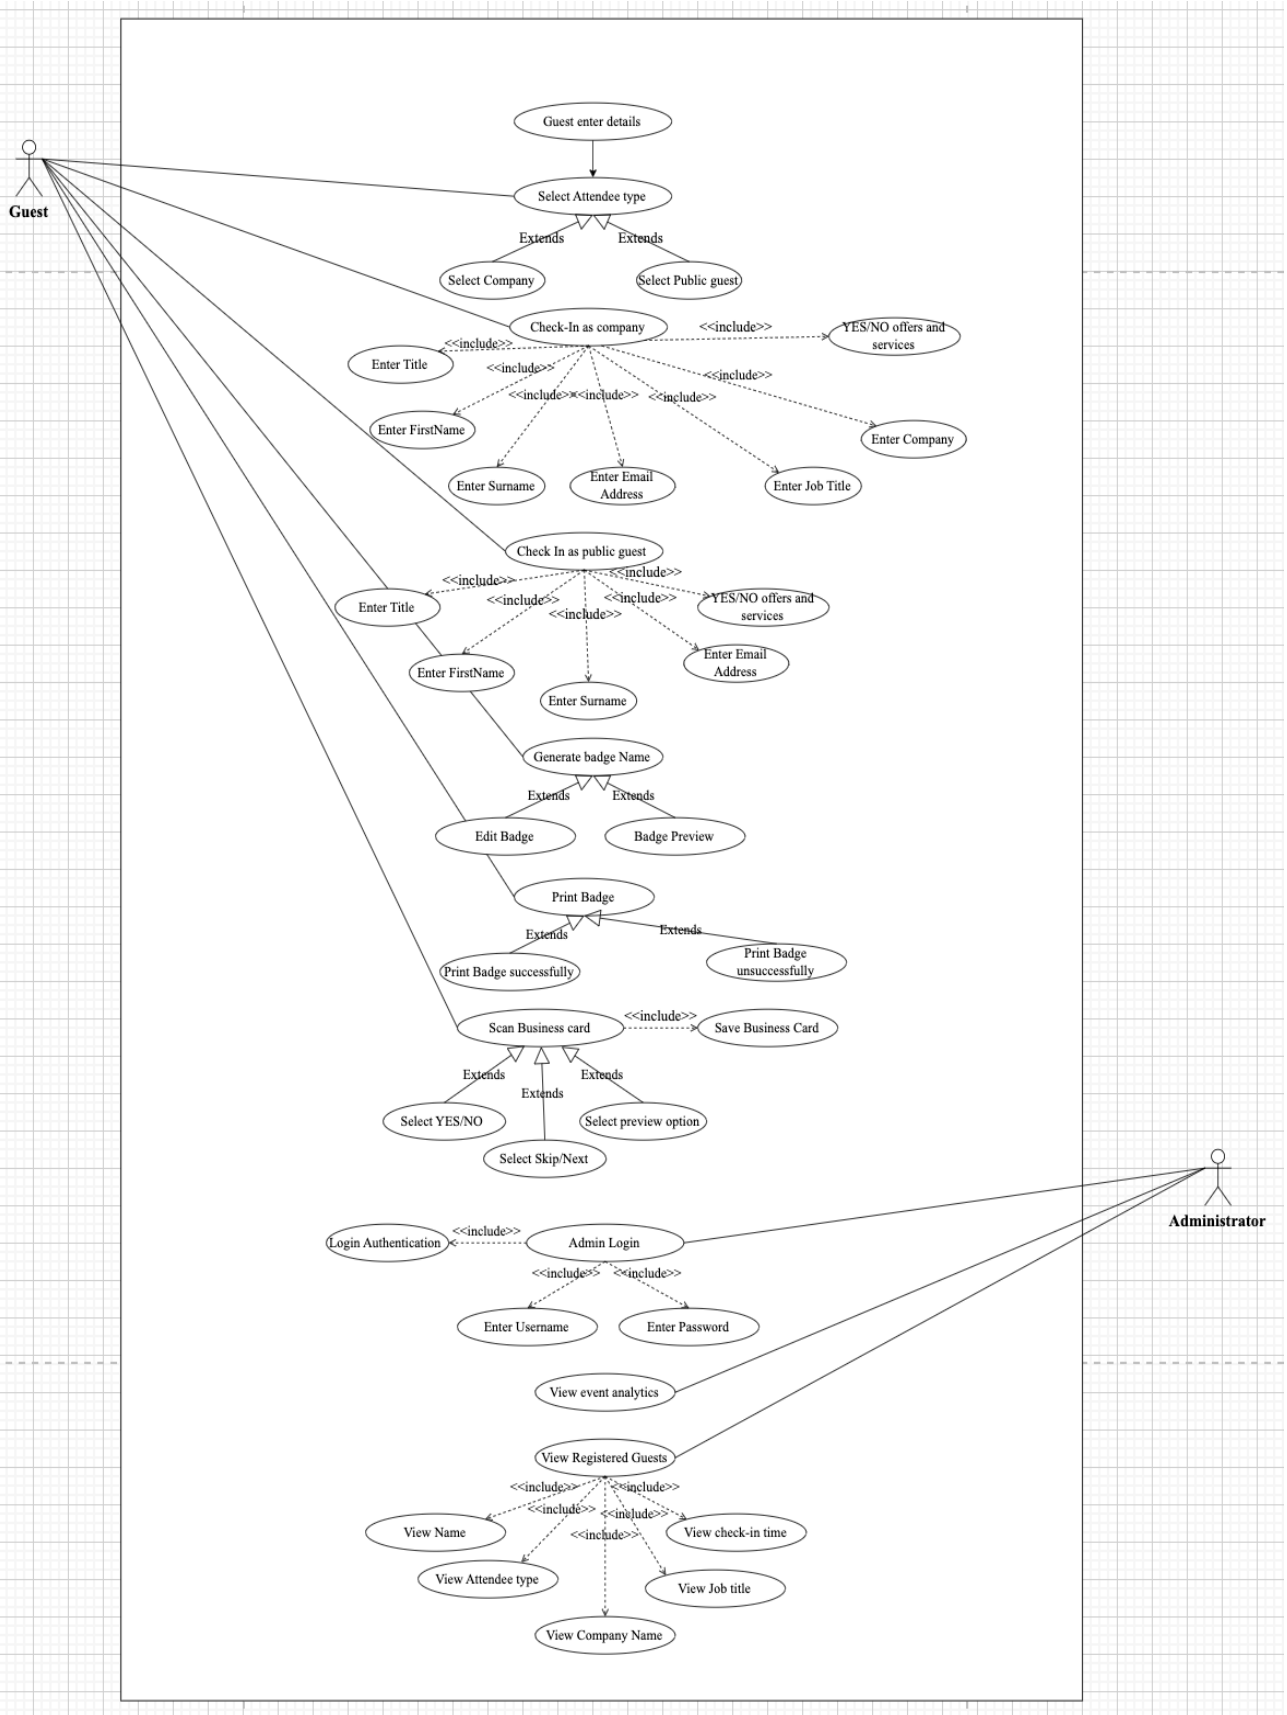 Guest enter details
Guest
Select Attendee type
Extends
Extends
Select Company
Select Public guest
Check-In as company
<<include>>
YES/NO offers and
services
<<include>>
Enter Title
<<include>>
<<include>>
<<include>>
<<include>>
<<include>>
Enter FirstName
Enter Company
Enter Surname
Enter Email
Address
Enter Job Title
Check In as public guest
<<include>>
<<include>>
<<include>>
<<include>>
<<include>>
Enter Title
YES/NO offers and
services
Enter FirstName
Enter Email
Address
Enter Surname
Generate badge Name
Extends
Extends
Edit Badge
Badge Preview
Print Badge
Extends
Extends
Print Badge successfully
Print Badge
unsuccessfully
Scan Business card
<<include>>
Save Business Card
Extends
Extends
Extends
Select YES/NO
Select preview option
Select Skip/Next
Administrator
Login Authentication
<<include>>
Admin Login
<<include>>
<<include>>
Enter Username
Enter Password
View event analytics
View Registered Guests
<<include>>
<<include>>
<<include>>
<<include>>
<<include>>
View Name
View check-in time
View Attendee type
View Job title
View Company Name